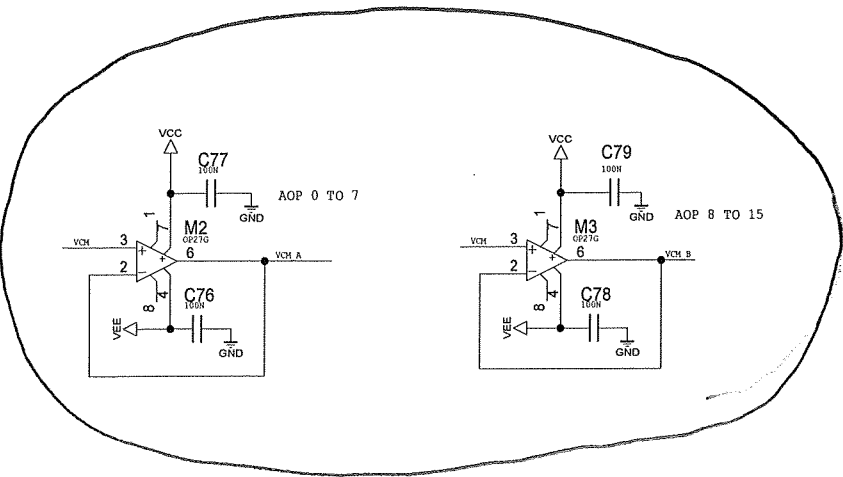 VCC
C77
100N
GND
AOP 0 TO 7
1
7
M2
OP27G
VCM
3
+
+
6
VCM A
2
-
8
4
C76
100N
VEE
GND
VCC
C79
100N
GND
AOP 8 TO 15
1
7
M3
OP27G
VCM
3
+
+
6
VCM B
2
-
8
4
C78
100N
VEE
GND